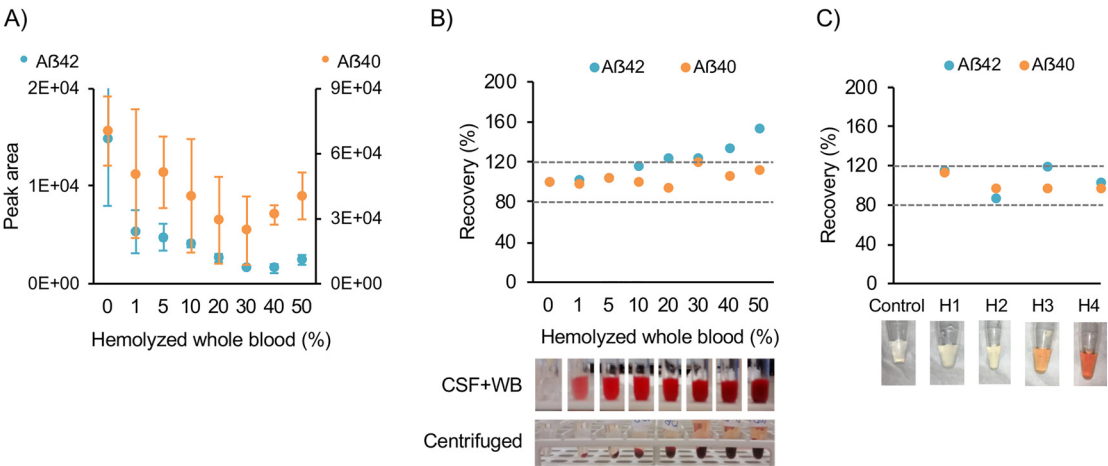 A)
Aß42
Aß40
2E+04
1E+04
0E+00
Peak area
9E+04
6E+04
3E+04
0E+00
0 1 5 10 20 30 40 50
Hemolyzed whole blood (%)
B)
Aß42 Aß40
200
160
120
80
40
0
Recovery (%)
0 1 5 10 20 30 40 50
Hemolyzed whole blood (%)
CSF+WB
Centrifuged
C)
Aß42 Aß40
200
160
120
80
40
0
Recovery (%)
Control H1 H2 H3 H4